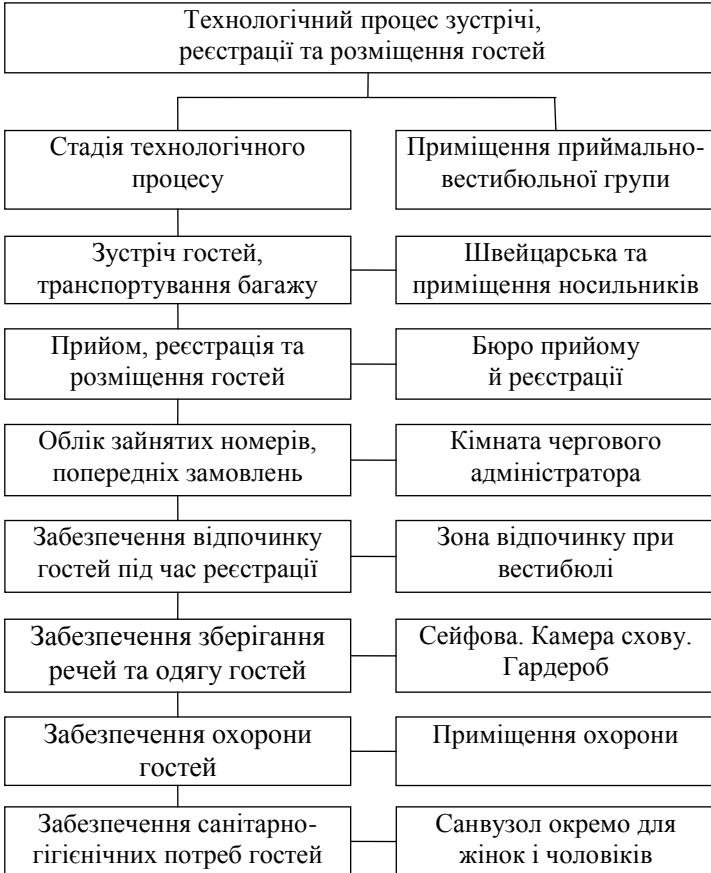 Технологічний процес зустрічі,
реєстрації та розміщення гостей
Стадія технологічного
процесу
Приміщення приймально-
вестибюльної групи
Зустріч гостей,
транспортування багажу
Швейцарська та
приміщення носильників
Прийом, реєстрація та
розміщення гостей
Бюро прийому
й реєстрації
Облік зайнятих номерів,
попередніх замовлень
Кімната чергового
адміністратора
Забезпечення відпочинку
гостей під час реєстрації
Зона відпочинку при
вестибюлі
Забезпечення зберігання
речей та одягу гостей
Сейфова. Камера схову.
Гардероб
Забезпечення охорони
гостей
Приміщення охорони
Забезпечення санітарно-
гігієнічних потреб гостей
Санвузол окремо для
жінок і чоловіків